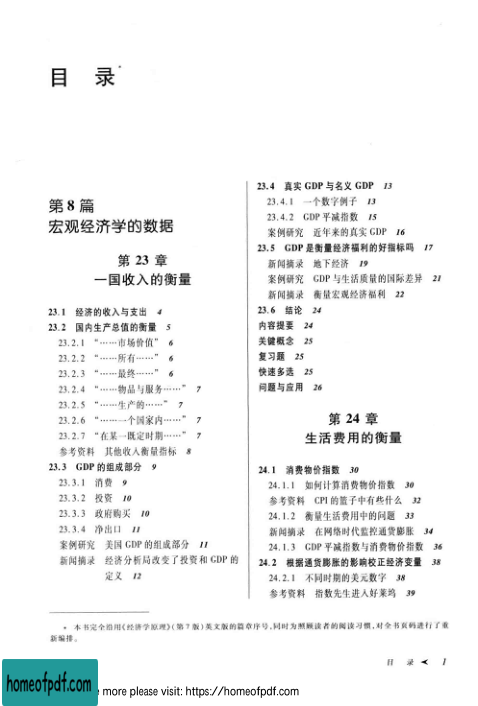 目 录*
第 8 篇
宏观经济学的数据
第 23 章
一国收入的衡量
23.1 经济的收入与支出 4
23.2 国内生产总值的衡量 5
23.2.1 “……市场价值” 6
23.2.2 “……所有……” 6
23.2.3 “……最终……” 6
23.2.4 “……物品与服务……” 7
23.2.5 “……生产的……” 7
23.2.6 “……一个国家内……” 7
23.2.7 “在某一既定时期……” 7
参考资料 其他收入衡量指标 8
23.3 GDP 的组成部分 9
23.3.1 消费 9
23.3.2 投资 10
23.3.3 政府购买 10
23.3.4 净出口 11
案例研究 美国 GDP 的组成部分 11
新闻摘录 经济分析局改变了投资和 GDP 的
定义 12
23.4 真实 GDP 与名义 GDP 13
23.4.1 一个数字例子 13
23.4.2 GDP 平减指数 15
案例研究 近年来的真实 GDP 16
23.5 GDP 是衡量经济福利的好指标吗 17
新闻摘录 地下经济 19
案例研究 GDP 与生活质量的国际差异 21
新闻摘录 衡量宏观经济福利 22
23.6 结论 24
内容提要 24
关键概念 25
复习题 25
快速多选 25
问题与应用 26
第 24 章
生活费用的衡量
24.1 消费物价指数 30
24.1.1 如何计算消费物价指数 30
参考资料 CPI 的篮子中有些什么 32
24.1.2 衡量生活费用中的问题 33
新闻摘录 在网络时代监控通货膨胀 34
24.1.3 GDP 平减指数与消费物价指数 36
24.2 根据通货膨胀的影响校正经济变量 38
24.2.1 不同时期的美元数字 38
参考资料 指数先生进入好莱坞 39
* 本书完全沿用《经济学原理》(第 7 版)英文版的篇章序号,同时为照顾读者的阅读习惯,对全书页码进行了重
新编排。
目 录 1
homeofpdf.com
more please visit: https://homeofpdf.com